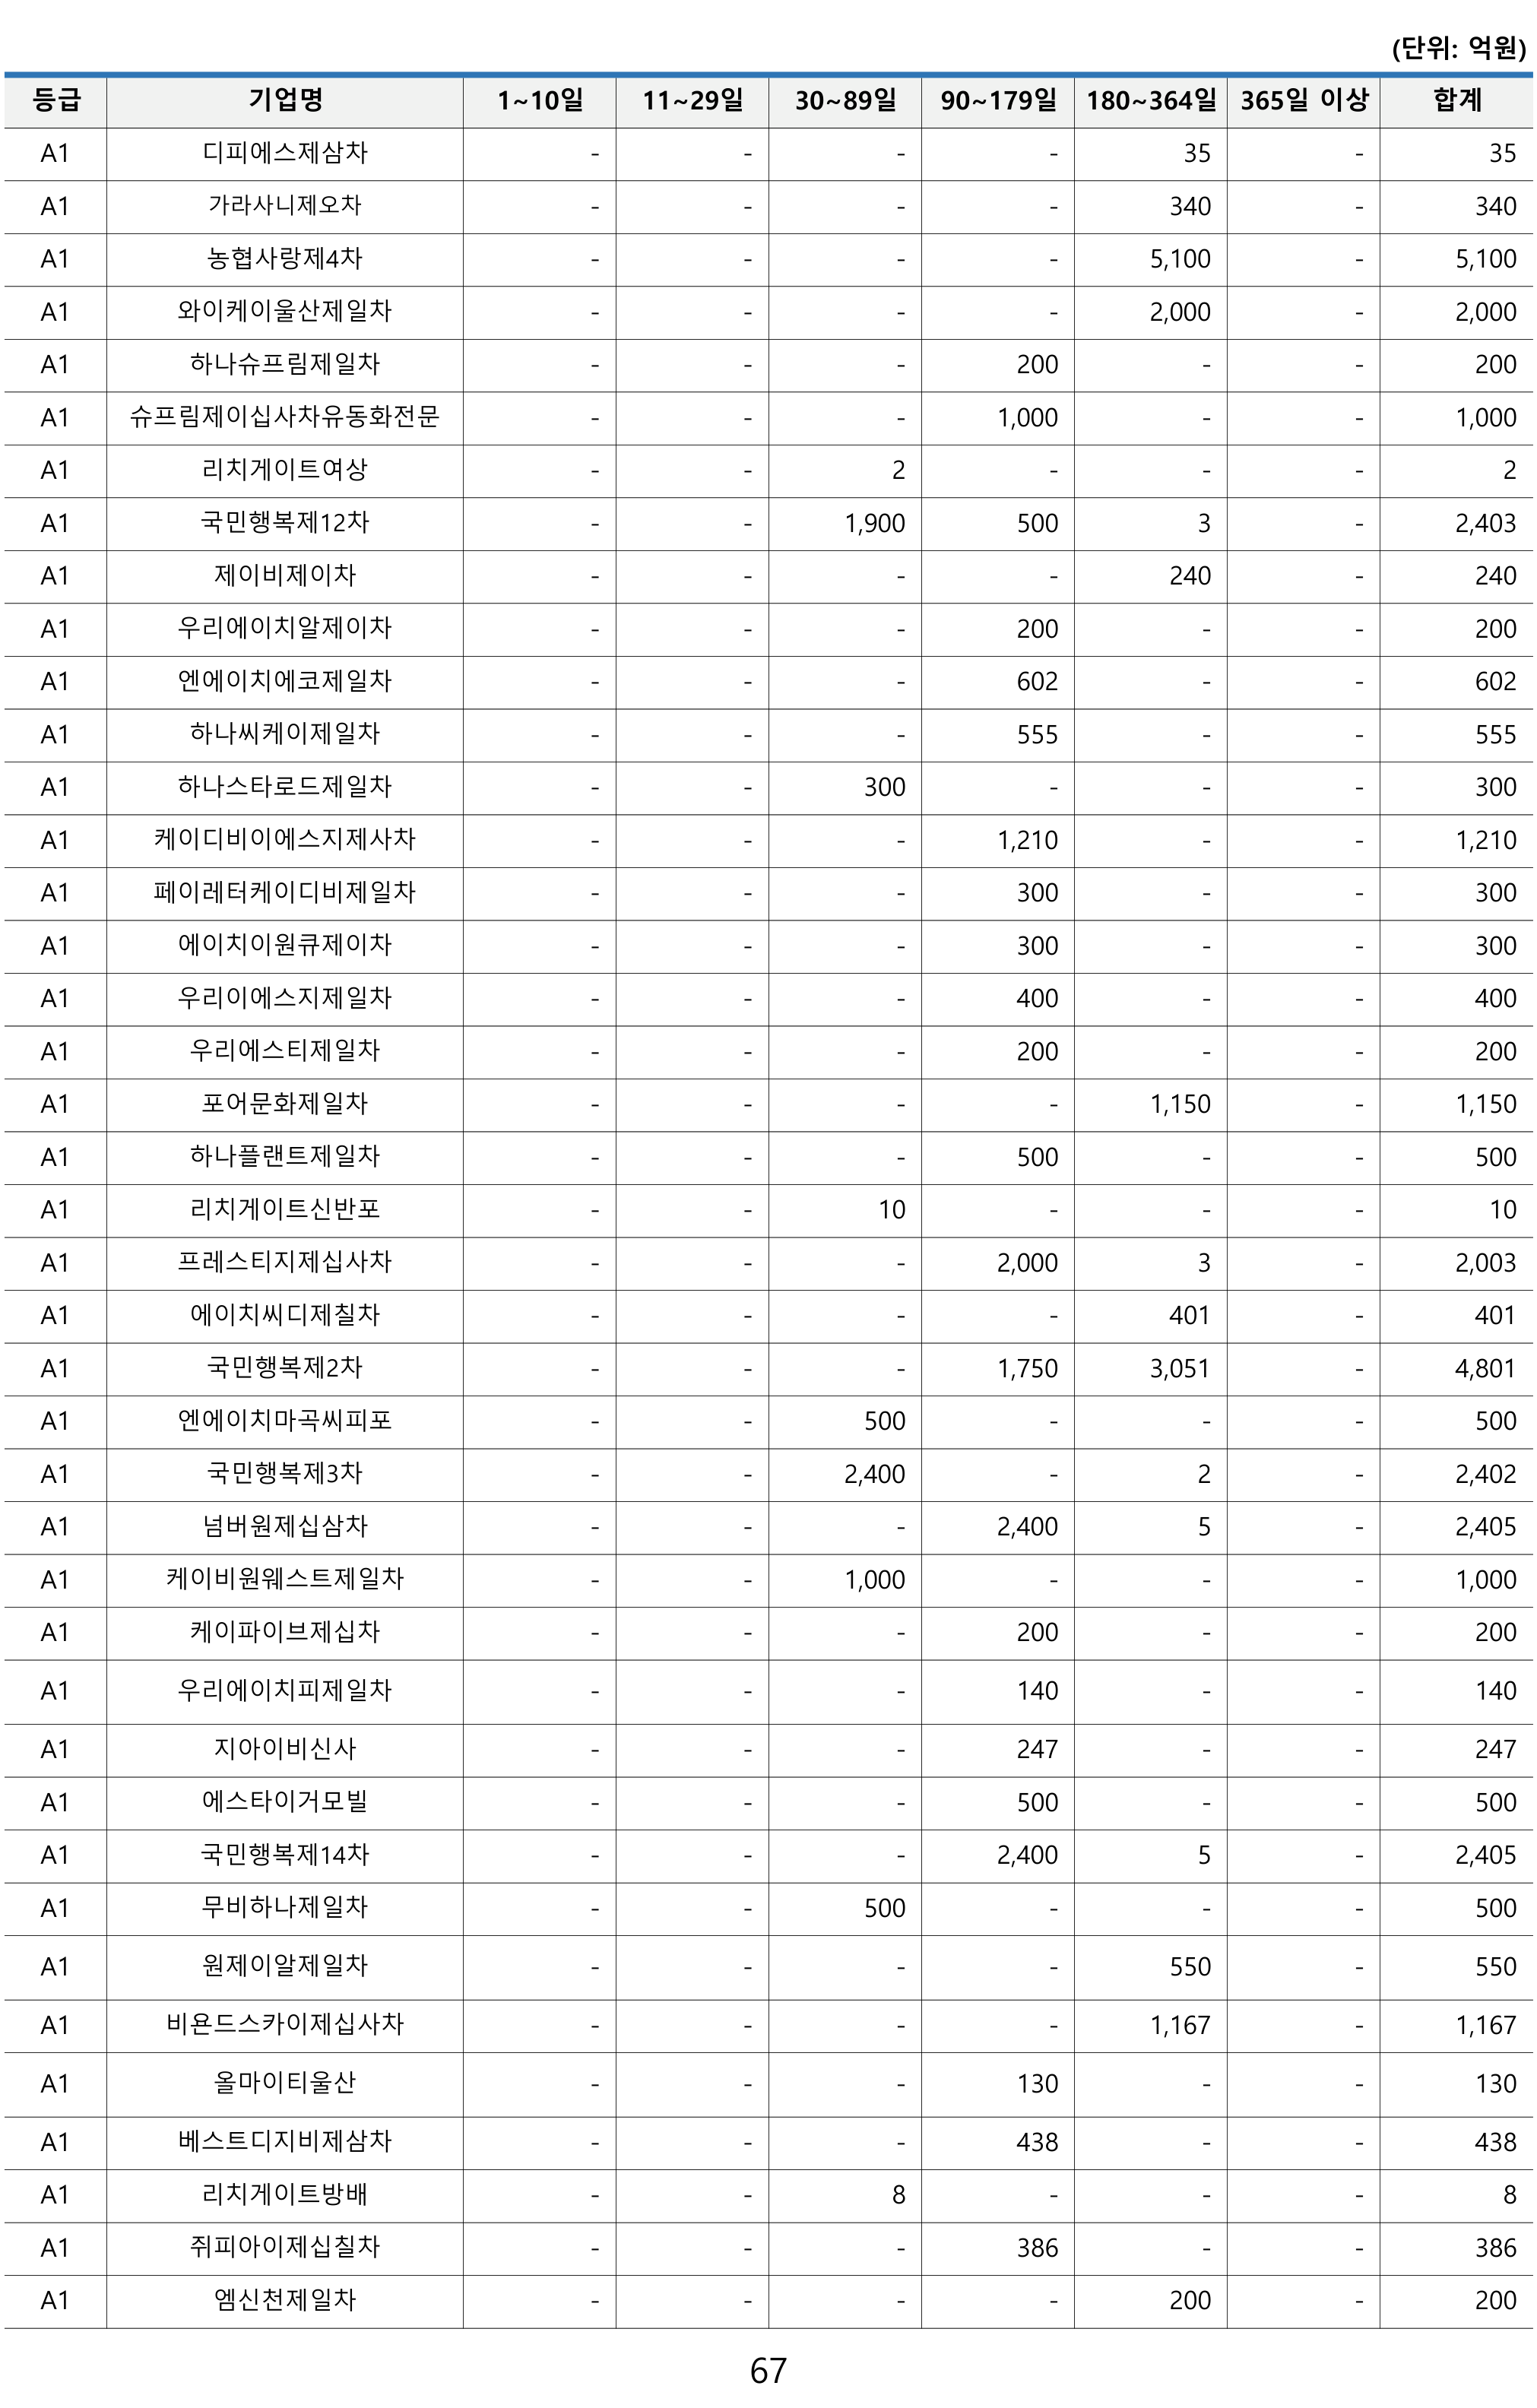 (단위: 억원)
등급 기업명 1~10일 11~29일 30~89일 90~179일 180~364일 365일 이상 합계
A1 디피에스제삼차 - - - - 35 - 35
A1 가라사니제오차 - - - - 340 - 340
A1 농협사랑제4차 - - - - 5,100 - 5,100
A1 와이케이울산제일차 - - - - 2,000 - 2,000
A1 하나슈프림제일차 - - - 200 - - 200
A1 슈프림제이십사차유동화전문 - - - 1,000 - - 1,000
A1 리치게이트여상 - - 2 - - - 2
A1 국민행복제12차 - - 1,900 500 3 - 2,403
A1 제이비제이차 - - - - 240 - 240
A1 우리에이치알제이차 - - - 200 - - 200
A1 엔에이치에코제일차 - - - 602 - - 602
A1 하나씨케이제일차 - - - 555 - - 555
A1 하나스타로드제일차 - - 300 - - - 300
A1 케이디비이에스지제사차 - - - 1,210 - - 1,210
A1 페이레터케이디비제일차 - - - 300 - - 300
A1 에이치이원큐제이차 - - - 300 - - 300
A1 우리이에스지제일차 - - - 400 - - 400
A1 우리에스티제일차 - - - 200 - - 200
A1 포어문화제일차 - - - - 1,150 - 1,150
A1 하나플랜트제일차 - - - 500 - - 500
A1 리치게이트신반포 - - 10 - - - 10
A1 프레스티지제십사차 - - - 2,000 3 - 2,003
A1 에이치씨디제칠차 - - - - 401 - 401
A1 국민행복제2차 - - - 1,750 3,051 - 4,801
A1 엔에이치마곡씨피포 - - 500 - - - 500
A1 국민행복제3차 - - 2,400 - 2 - 2,402
A1 넘버원제십삼차 - - - 2,400 5 - 2,405
A1 케이비원웨스트제일차 - - 1,000 - - - 1,000
A1 케이파이브제십차 - - - 200 - - 200
A1 우리에이치피제일차 - - - 140 - - 140
A1 지아이비신사 - - - 247 - - 247
A1 에스타이거모빌 - - - 500 - - 500
A1 국민행복제14차 - - - 2,400 5 - 2,405
A1 무비하나제일차 - - 500 - - - 500
A1 원제이알제일차 - - - - 550 - 550
A1 비욘드스카이제십사차 - - - - 1,167 - 1,167
A1 올마이티울산 - - - 130 - - 130
A1 베스트디지비제삼차 - - - 438 - - 438
A1 리치게이트방배 - - 8 - - - 8
A1 쥐피아이제십칠차 - - - 386 - - 386
A1 엠신천제일차 - - - - 200 - 200
67